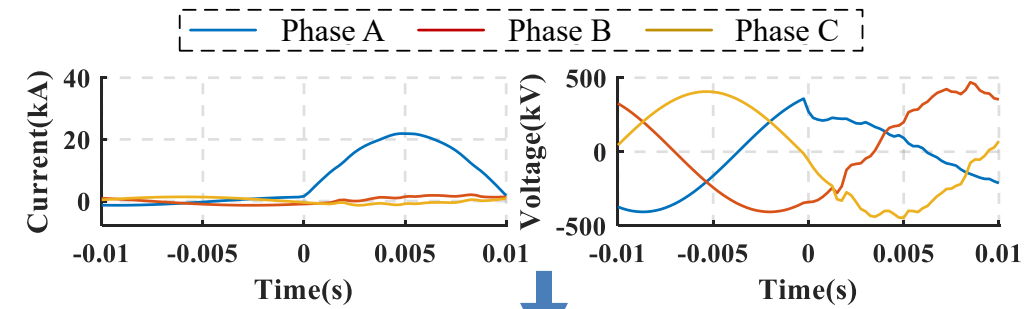 Phase A Phase B Phase C
Current(kA)
40
20
0
-0.01 -0.005 0 0.005 0.01
Time(s)
Voltage(kV)
500
0
-500
-0.01 -0.005 0 0.005 0.01
Time(s)